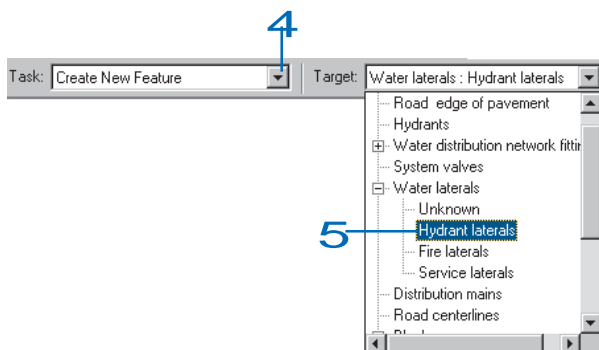 4
Task: Create New Feature Target: Water laterals : Hydrant laterals
Road edge of pavement
Hydrants
Water distribution network fittin
System valves
Water laterals
Unknown
5
Hydrant laterals
Fire laterals
Service laterals
Distribution mains
Road centerlines